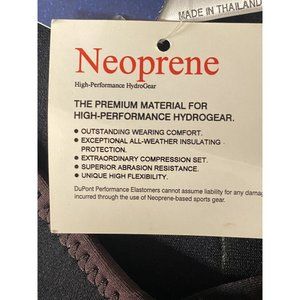 MADE IN THAILAND
Neoprene
High-Performance HydroGear
THE PREMIUM MATERIAL FOR
HIGH-PERFORMANCE HYDROGEAR.
● OUTSTANDING WEARING COMFORT.
● EXCEPTIONAL ALL-WEATHER INSULATING
PROTECTION.
● EXTRAORDINARY COMPRESSION SET.
● SUPERIOR ABRASION RESISTANCE.
● UNIQUE HIGH FLEXIBILITY.
DuPont Performance Elastomers cannot assume liability for any damag
incurred through the use of Neoprene-based sports gear.